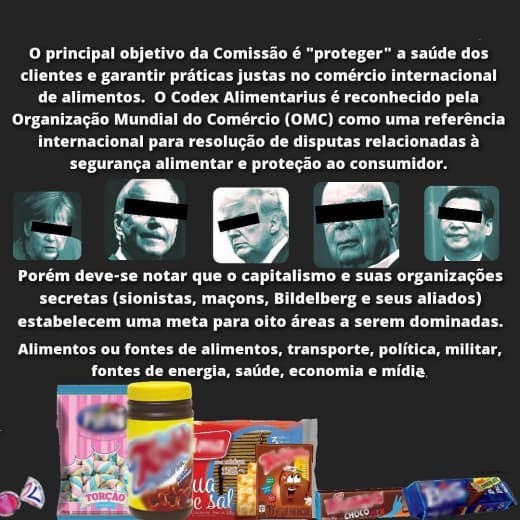 O principal objetivo da Comissão é "proteger" a saúde dos
clientes e garantir práticas justas no comércio internacional
de alimentos. O Codex Alimentarius é reconhecido pela
Organização Mundial do Comércio (OMC) como uma referência
internacional para resolução de disputas relacionadas à
segurança alimentar e proteção ao consumidor.
Porém deve-se notar que o capitalismo e suas organizações
secretas (sionistas, maçons, Bildelberg e seus aliados)
estabelecem uma meta para oito áreas a serem dominadas.
Alimentos ou fontes de alimentos, transporte, política, militar,
fontes de energia, saúde, economia e mídia
TORÇÃO
e sal
CHOCO